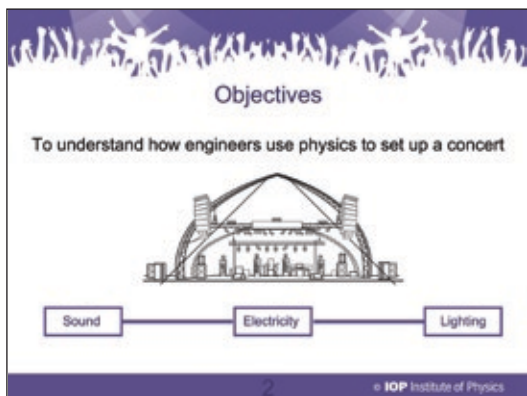 Objectives
To understand how engineers use physics to set up a concert
Sound
Electricity
Lighting
2
© IOP Institute of Physics